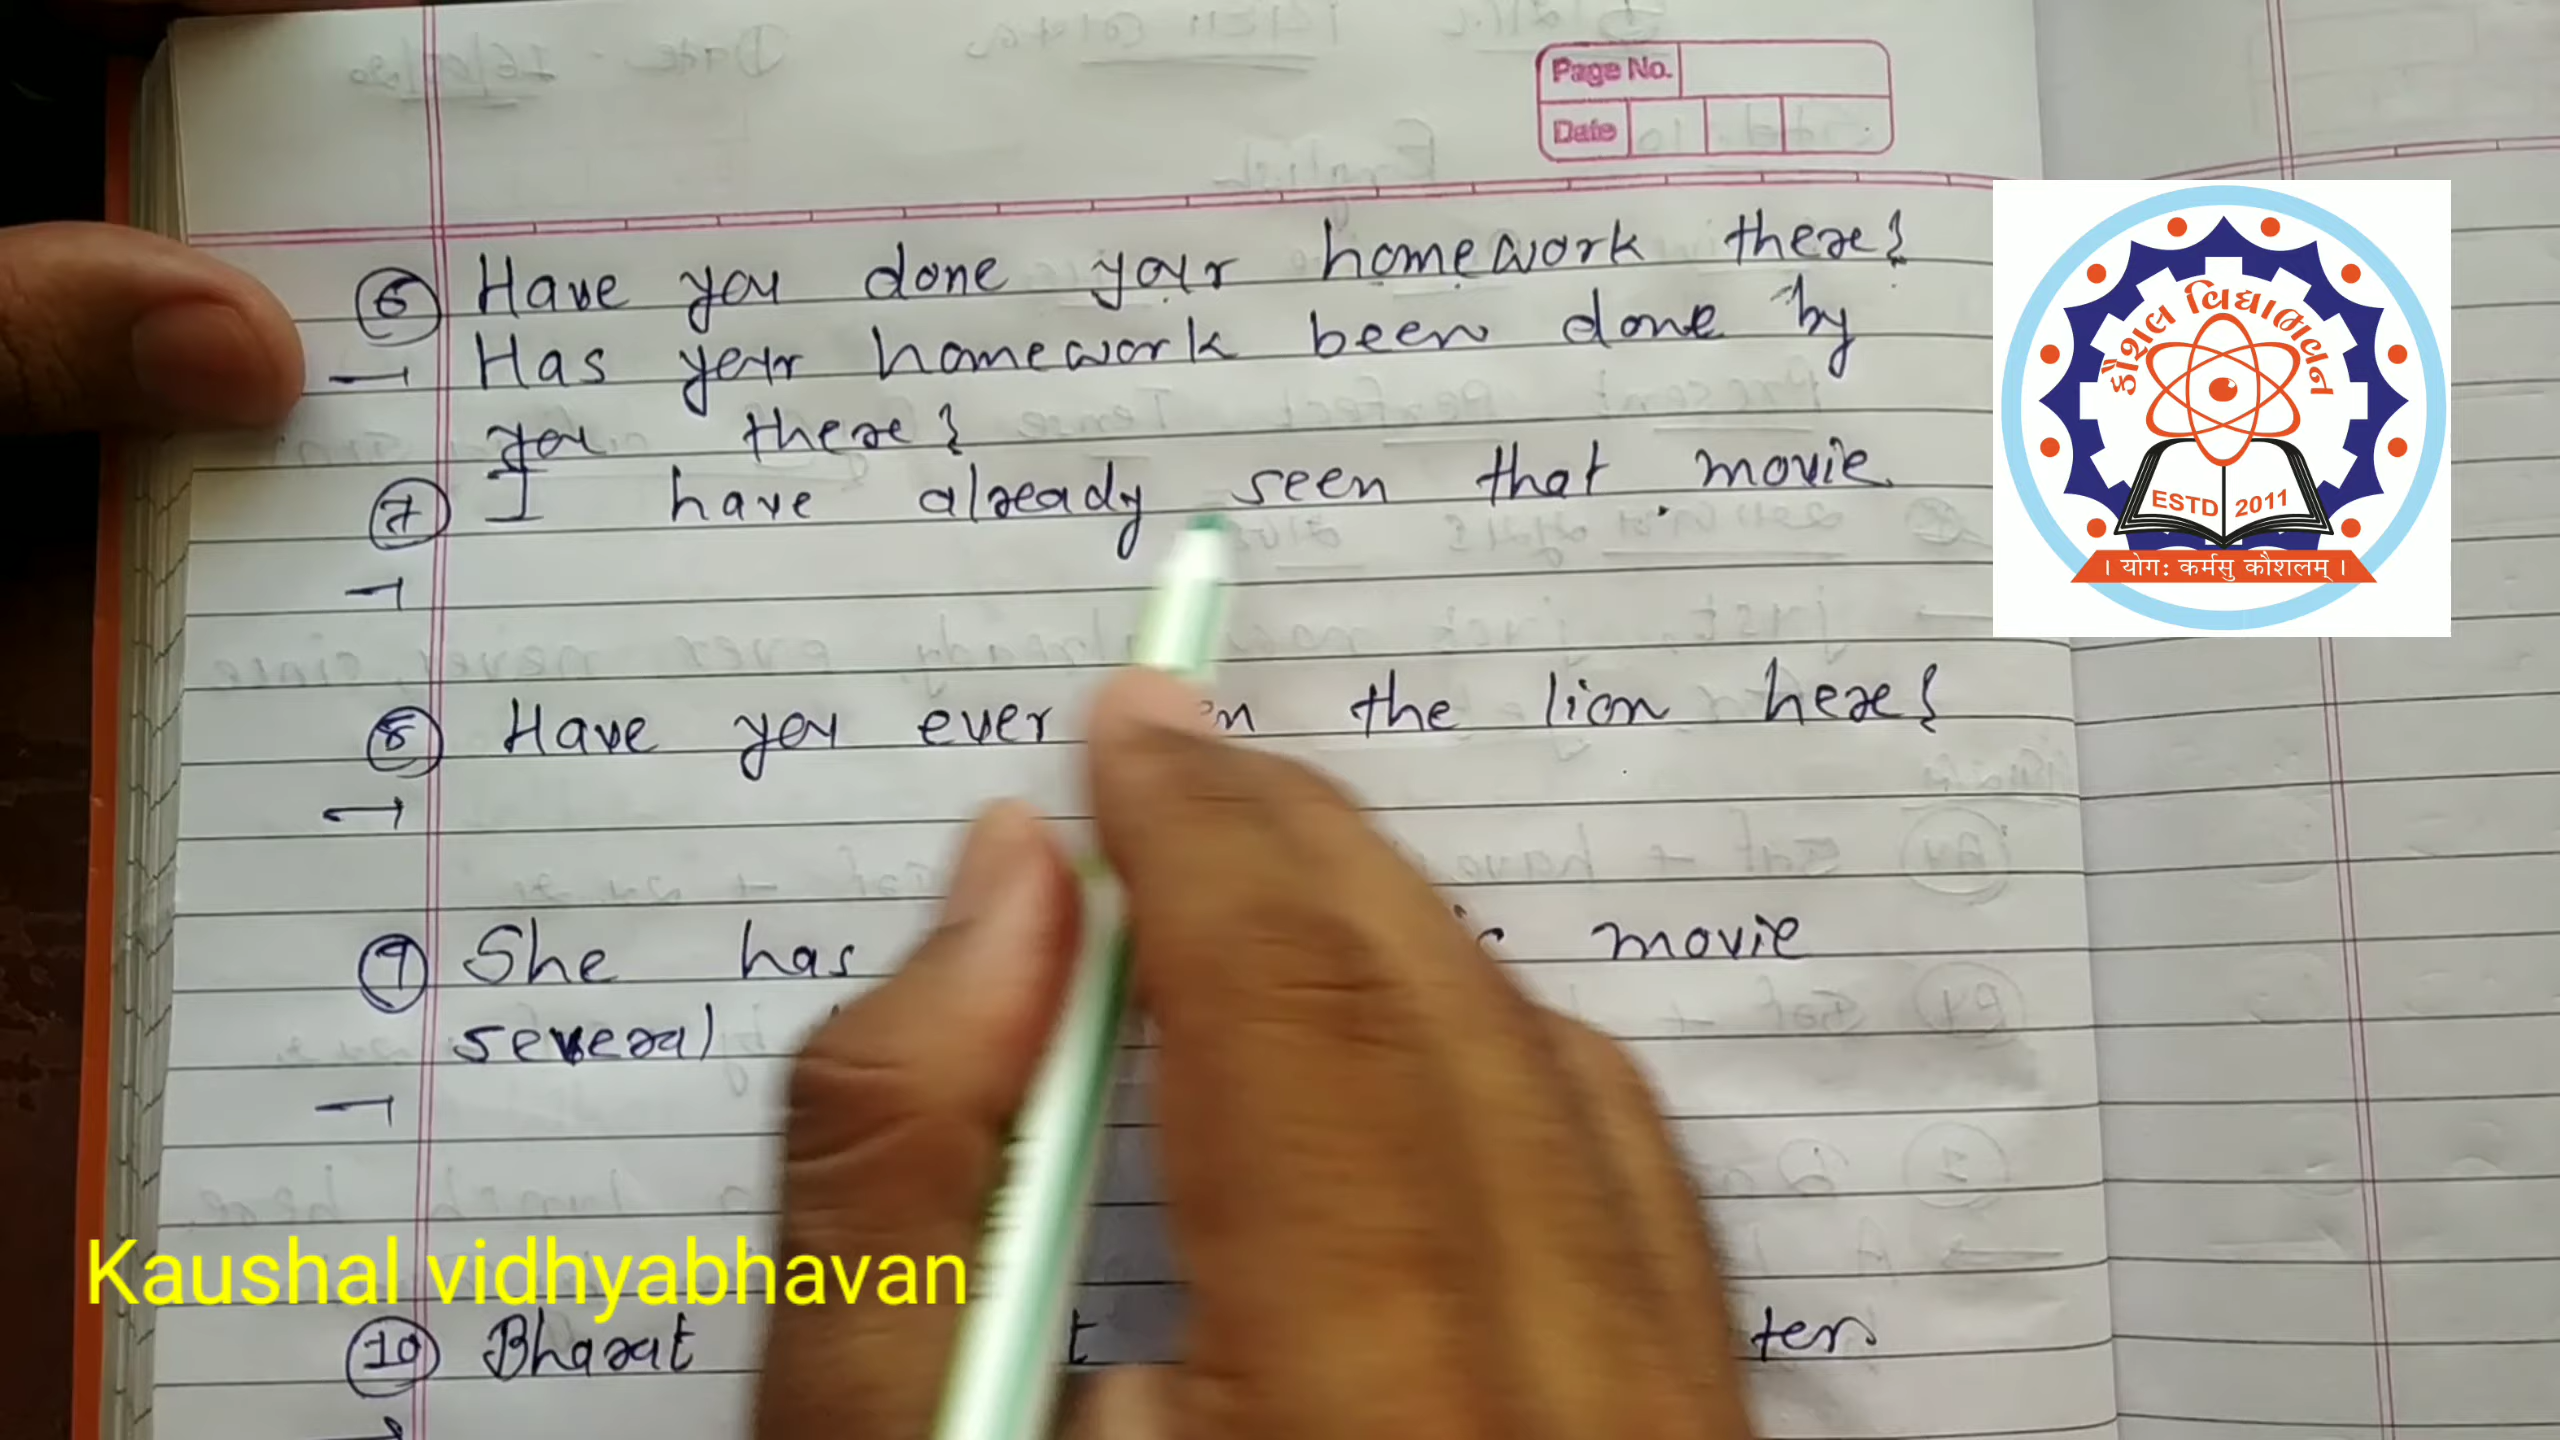 Page No.
Date
6 Have you done your homework there?
Has your homework been done by
you there?
7 I have already seen that movie.
8 Have you ever the lion here?
9 She has movie
several
10 Bharat
કૌશલ વિદ્યાભવન
ESTD 2011
। योगः कर्मसु कौशलम् ।
Kaushal vidhyabhavan